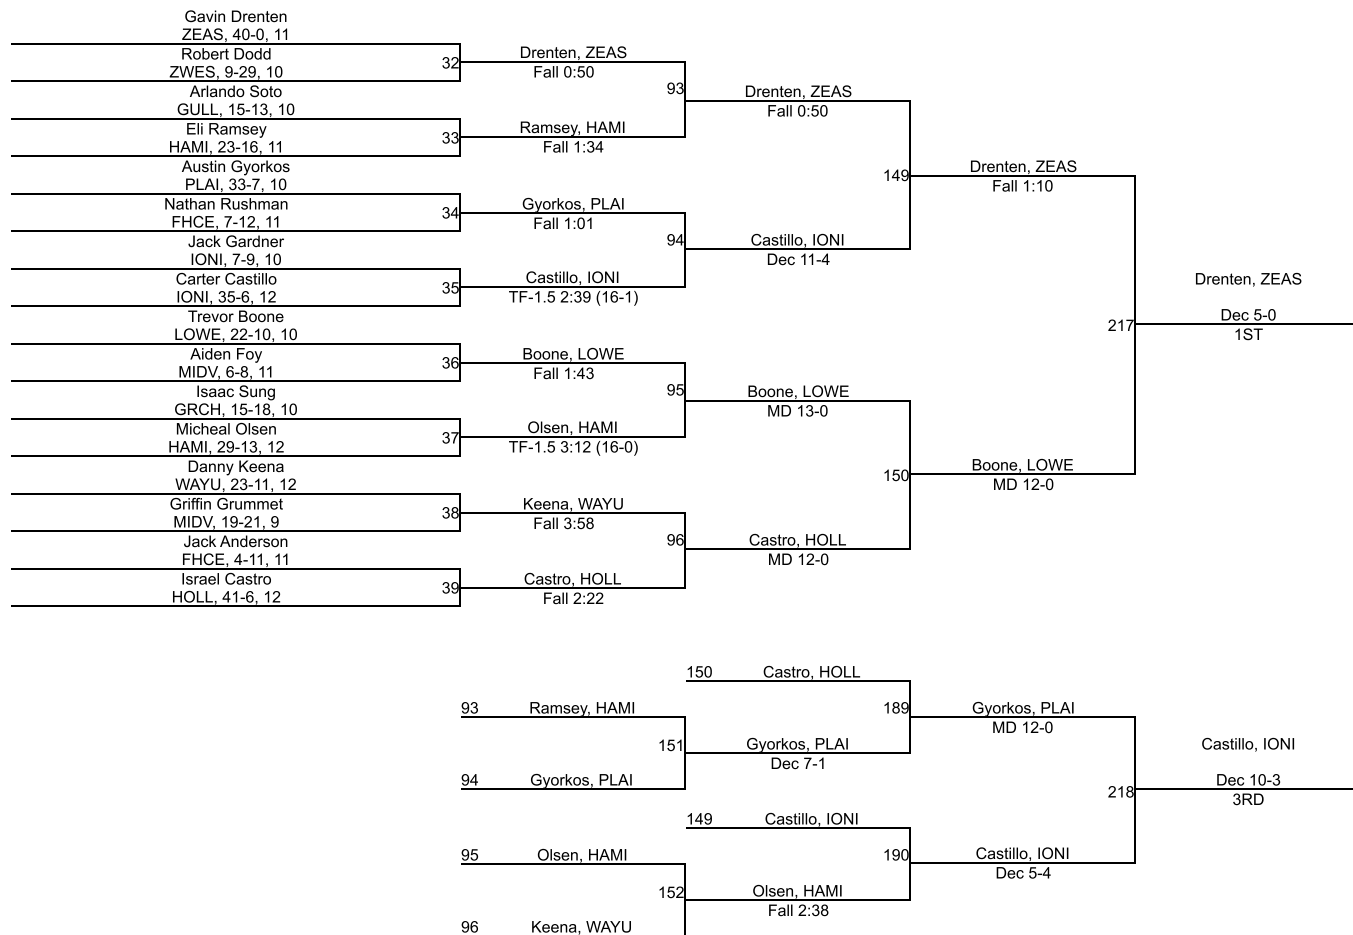 Gavin Drenten
ZEAS, 40-0, 11
Robert Dodd
ZWES, 9-29, 10
Arlando Soto
GULL, 15-13, 10
Eli Ramsey
HAMI, 23-16, 11
Austin Gyorkos
PLAI, 33-7, 10
Nathan Rushman
FHCE, 7-12, 11
Jack Gardner
IONI, 7-9, 10
Carter Castillo
IONI, 35-6, 12
Trevor Boone
LOWE, 22-10, 10
Aiden Foy
MIDV, 6-8, 11
Isaac Sung
GRCH, 15-18, 10
Micheal Olsen
HAMI, 29-13, 12
Danny Keena
WAYU, 23-11, 12
Griffin Grummet
MIDV, 19-21, 9
Jack Anderson
FHCE, 4-11, 11
Israel Castro
HOLL, 41-6, 12
32
Drenten, ZEAS
Fall 0:50
33
Ramsey, HAMI
Fall 1:34
34
Gyorkos, PLAI
Fall 1:01
35
Castillo, IONI
TF-1.5 2:39 (16-1)
36
Boone, LOWE
Fall 1:43
37
Olsen, HAMI
TF-1.5 3:12 (16-0)
38
Keena, WAYU
Fall 3:58
39
Castro, HOLL
Fall 2:22
93
Drenten, ZEAS
Fall 0:50
94
Castillo, IONI
Dec 11-4
95
Boone, LOWE
MD 13-0
96
Castro, HOLL
MD 12-0
149
Drenten, ZEAS
Fall 1:10
150
Boone, LOWE
MD 12-0
217
Drenten, ZEAS
Dec 5-0
1ST
93 Ramsey, HAMI
94 Gyorkos, PLAI
95 Olsen, HAMI
96 Keena, WAYU
150 Castro, HOLL
151
Gyorkos, PLAI
Dec 7-1
149 Castillo, IONI
152
Olsen, HAMI
Fall 2:38
189
Gyorkos, PLAI
MD 12-0
190
Castillo, IONI
Dec 5-4
218
Castillo, IONI
Dec 10-3
3RD